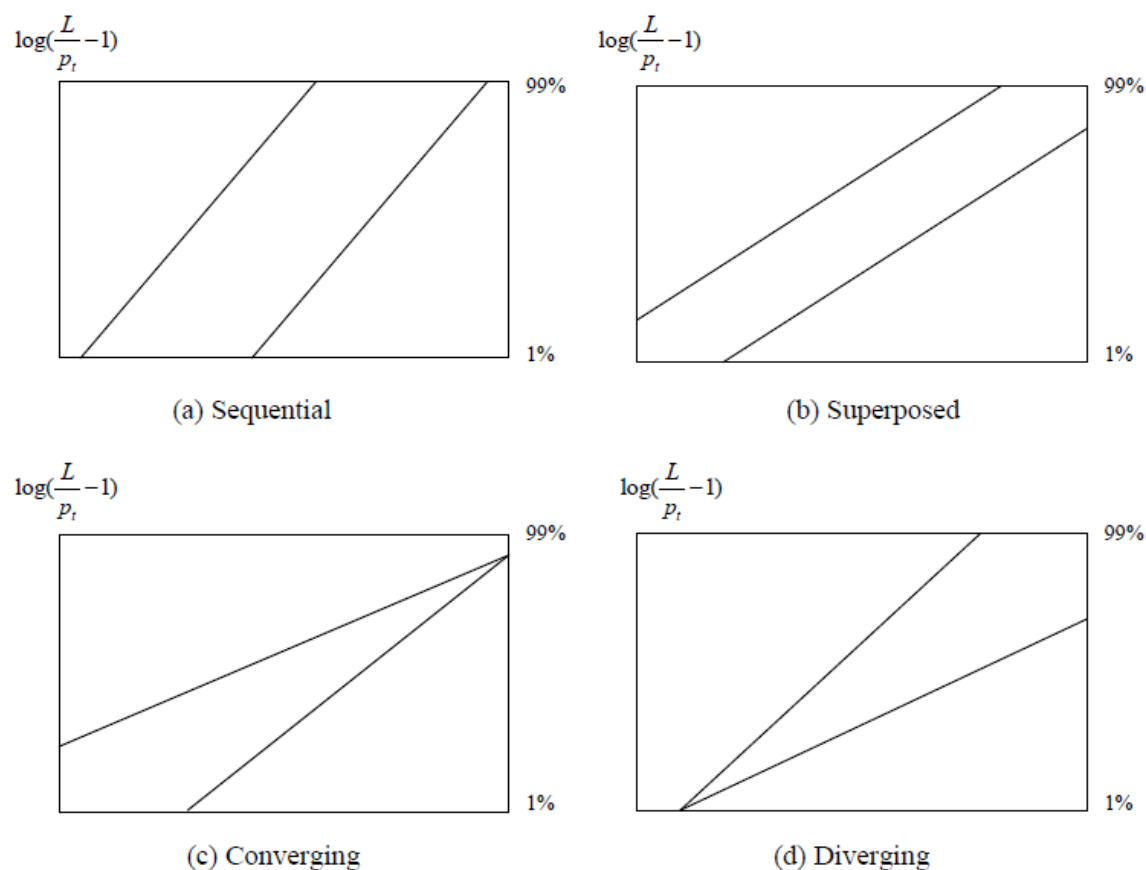 log(L/p_t −1)
log(L/p_t −1)
99%
99%
1%
1%
(a) Sequential
(b) Superposed
log(L/p_t −1)
log(L/p_t −1)
99%
99%
1%
1%
(c) Converging
(d) Diverging